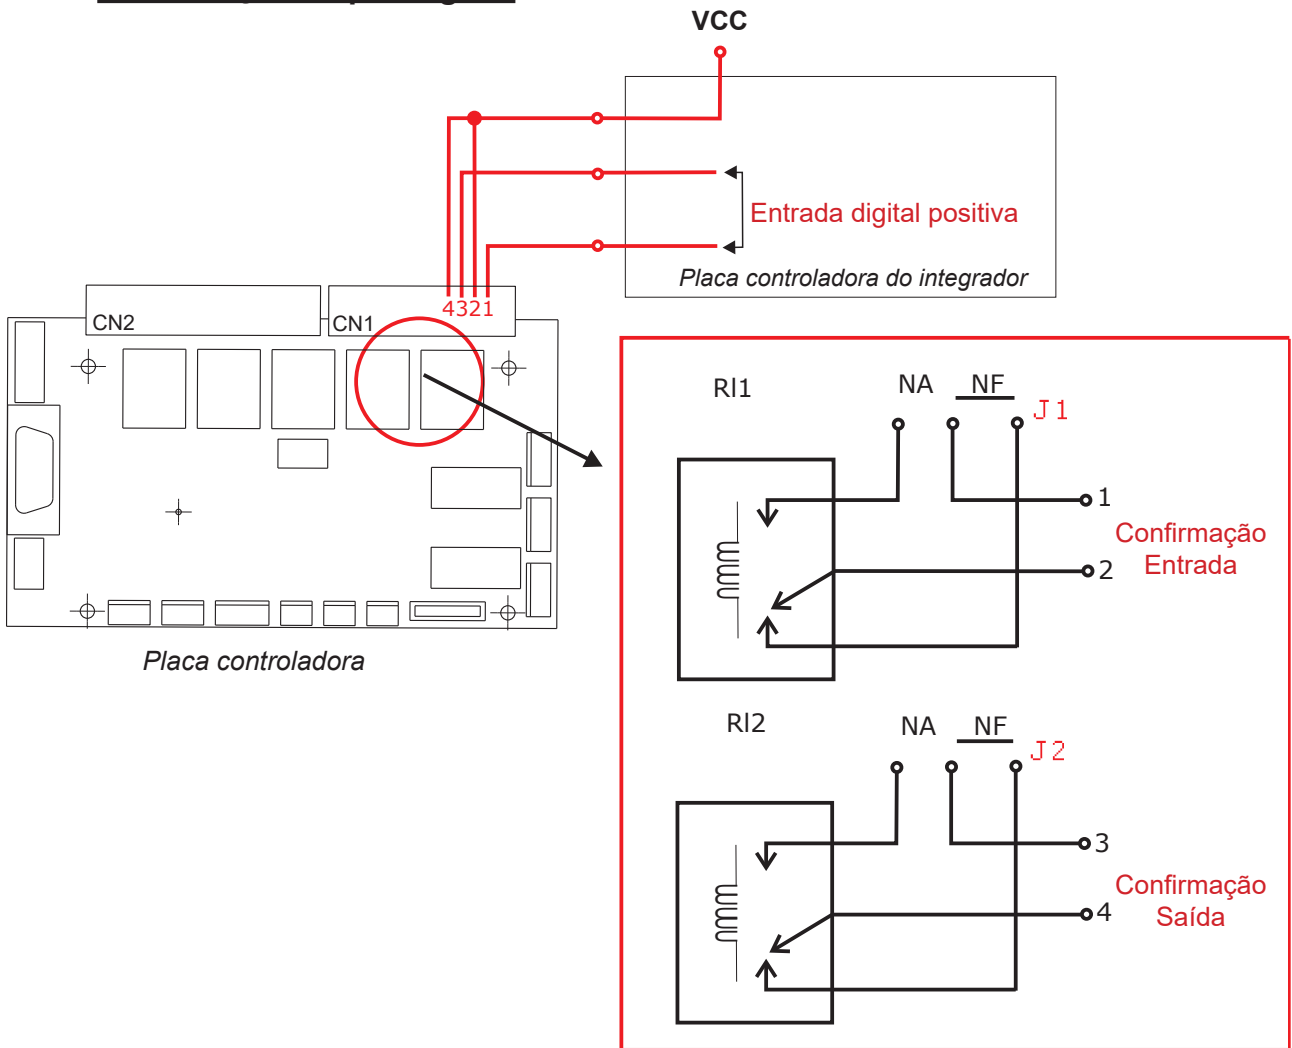 VCC
Entrada digital positiva
Placa controladora do integrador
4321
CN2
CN1
Placa controladora
Rl1
NA
NF
J1
1
Confirmação
Entrada
2
Rl2
NA
NF
J2
3
Confirmação
Saída
4